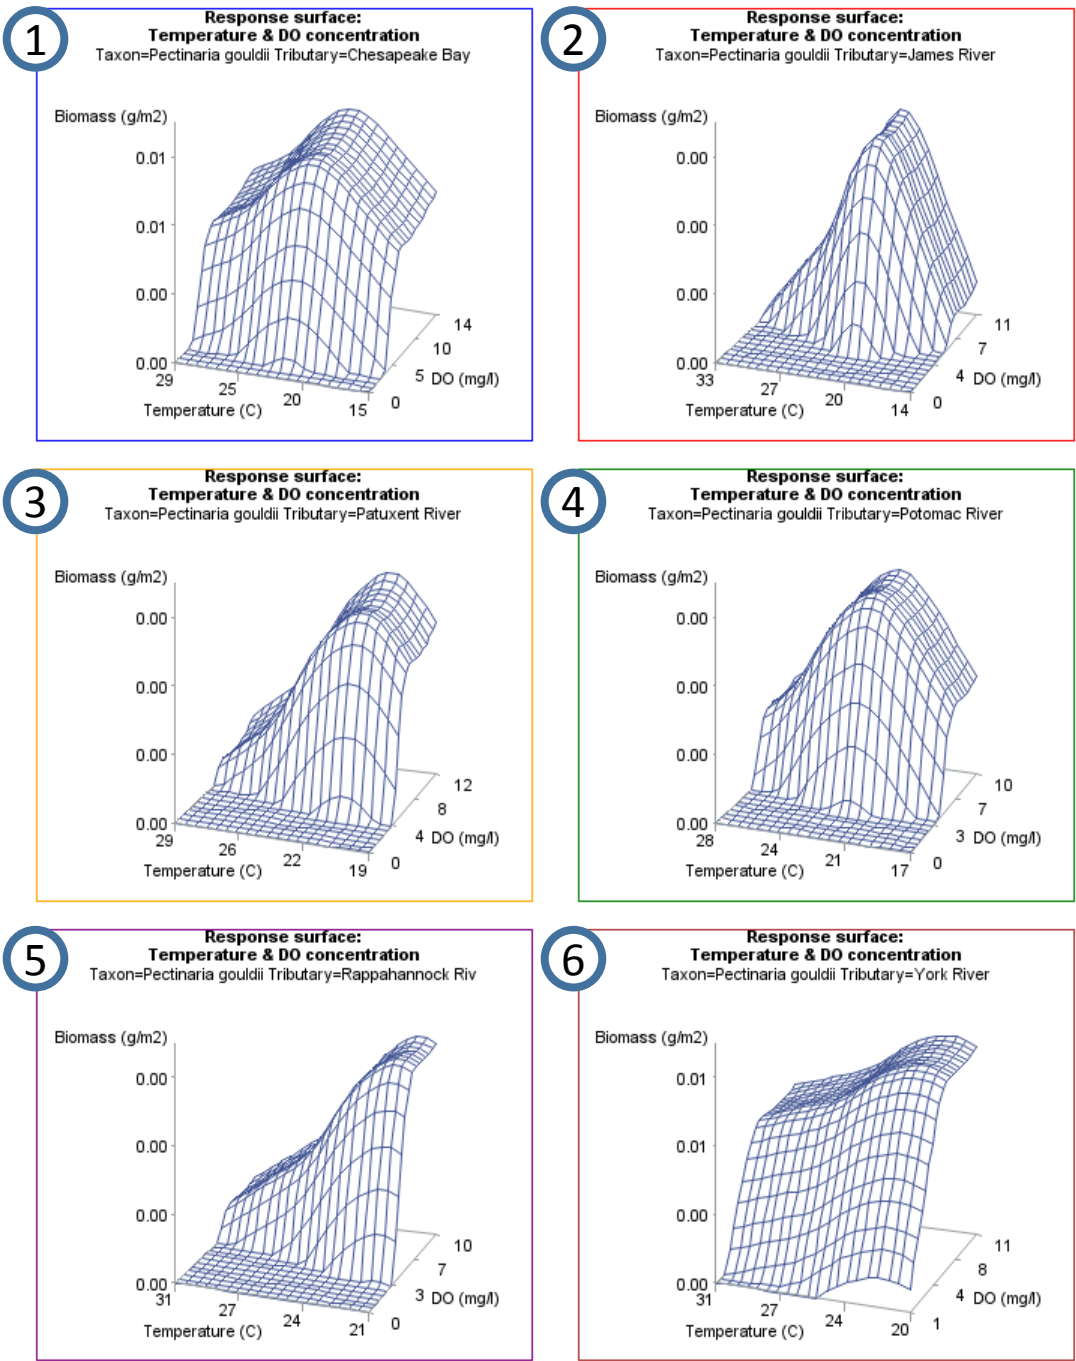 1
Response surface:
Temperature & DO concentration
Taxon=Pectinaria gouldii Tributary=Chesapeake Bay
Biomass (g/m2)
0.01
0.01
0.00
0.00
29
25
20
15
Temperature (C)
14
10
5
0
DO (mg/l)
2
Response surface:
Temperature & DO concentration
Taxon=Pectinaria gouldii Tributary=James River
Biomass (g/m2)
0.00
0.00
0.00
0.00
33
27
20
14
Temperature (C)
11
7
4
0
DO (mg/l)
3
Response surface:
Temperature & DO concentration
Taxon=Pectinaria gouldii Tributary=Patuxent River
Biomass (g/m2)
0.00
0.00
0.00
0.00
29
26
22
19
Temperature (C)
12
8
4
0
DO (mg/l)
4
Response surface:
Temperature & DO concentration
Taxon=Pectinaria gouldii Tributary=Potomac River
Biomass (g/m2)
0.00
0.00
0.00
0.00
28
24
21
17
Temperature (C)
10
7
3
0
DO (mg/l)
5
Response surface:
Temperature & DO concentration
Taxon=Pectinaria gouldii Tributary=Rappahannock Riv
Biomass (g/m2)
0.00
0.00
0.00
0.00
31
27
24
21
Temperature (C)
10
7
3
0
DO (mg/l)
6
Response surface:
Temperature & DO concentration
Taxon=Pectinaria gouldii Tributary=York River
Biomass (g/m2)
0.01
0.01
0.00
0.00
31
27
24
20
Temperature (C)
11
8
4
1
DO (mg/l)